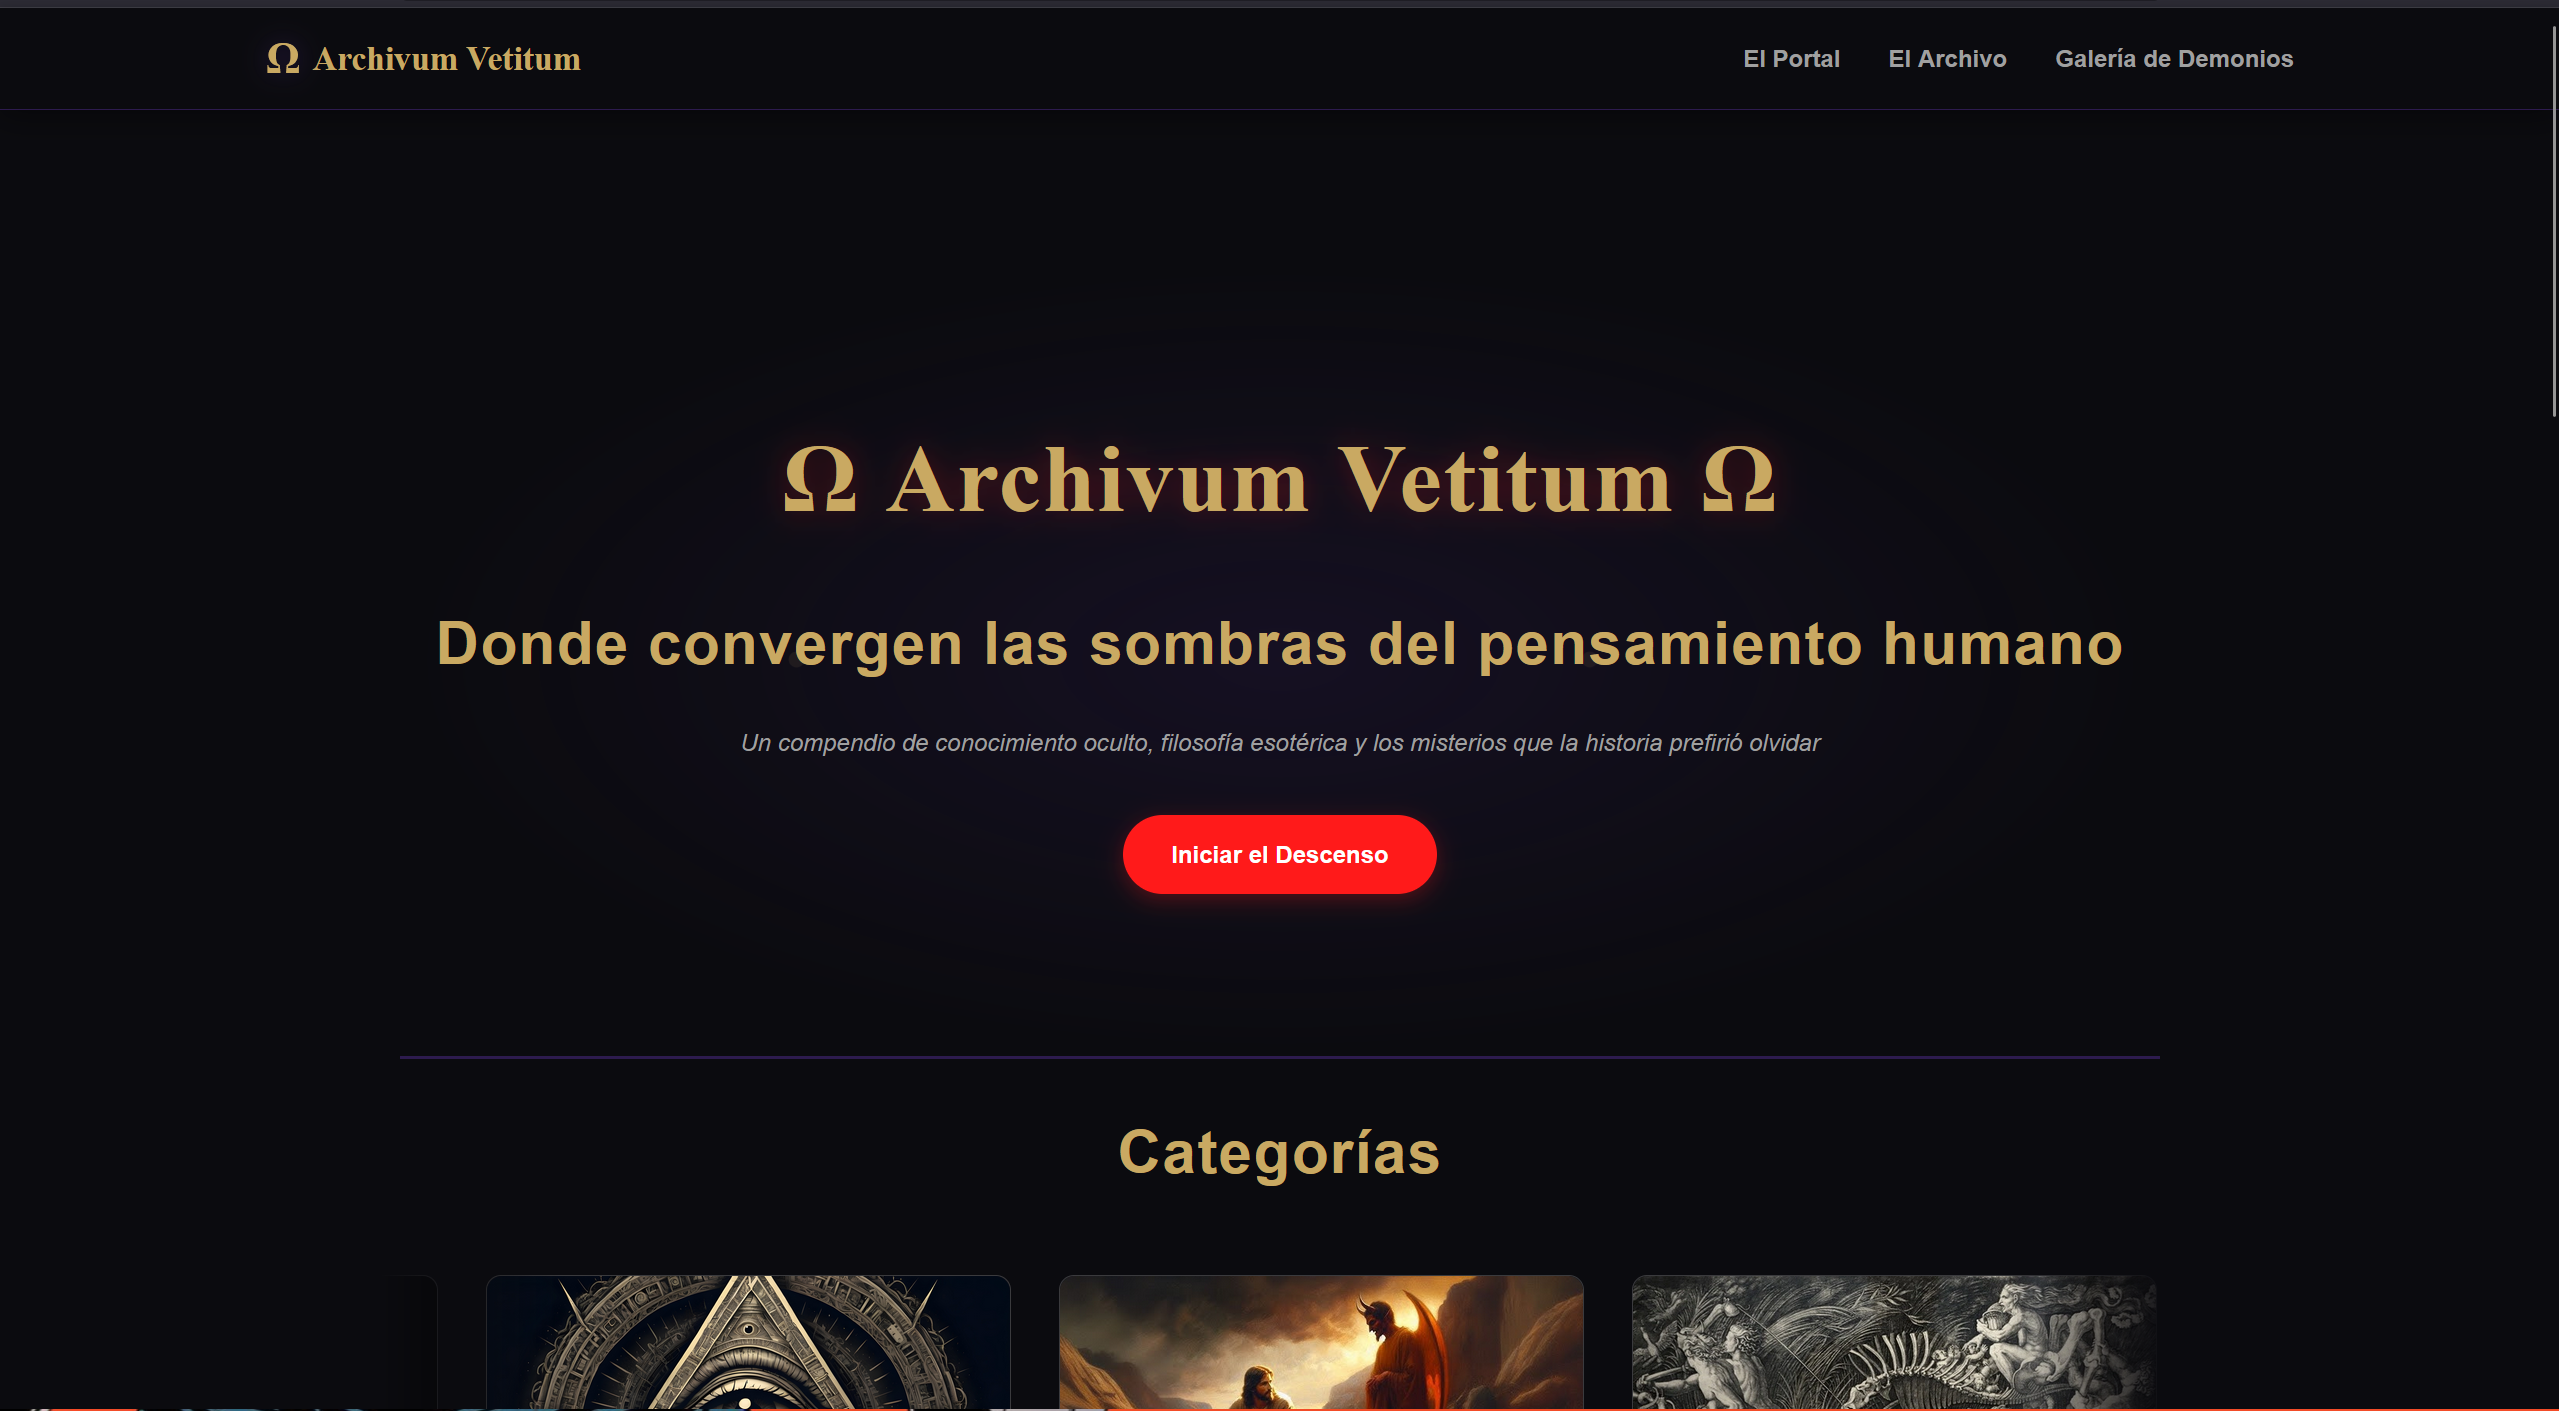 Ω Archivum Vetitum
El Portal El Archivo Galería de Demonios
Ω Archivum Vetitum Ω
Donde convergen las sombras del pensamiento humano
Un compendio de conocimiento oculto, filosofía esotérica y los misterios que la historia prefirió olvidar
Iniciar el Descenso
Categorías